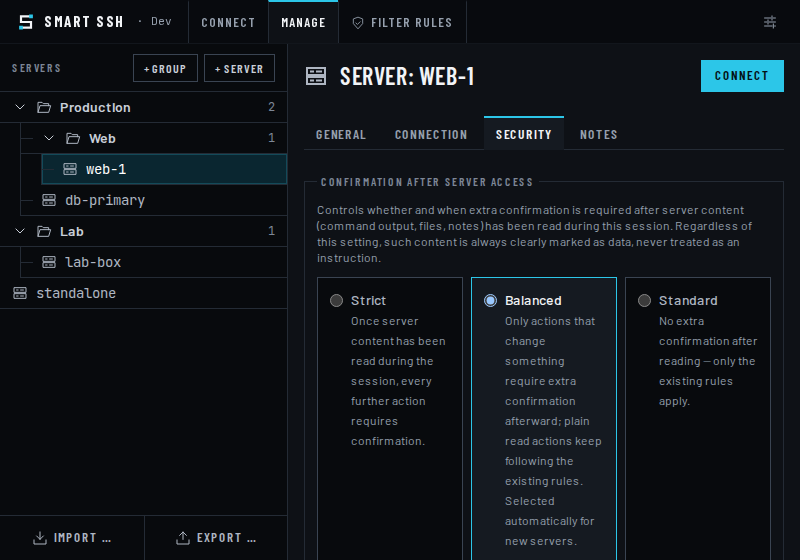 SMART SSH · Dev CONNECT MANAGE FILTER RULES
SERVERS +GROUP +SERVER
Production 2
Web 1
web-1
db-primary
Lab 1
lab-box
standalone
IMPORT … EXPORT …
SERVER: WEB-1 CONNECT
GENERAL CONNECTION SECURITY NOTES
CONFIRMATION AFTER SERVER ACCESS
Controls whether and when extra confirmation is required after server content
(command output, files, notes) has been read during this session. Regardless of
this setting, such content is always clearly marked as data, never treated as an
instruction.
Strict
Once server
content has been
read during the
session, every
further action
requires
confirmation.
Balanced
Only actions that
change
something
require extra
confirmation
afterward; plain
read actions keep
following the
existing rules.
Selected
automatically for
new servers.
Standard
No extra
confirmation after
reading — only the
existing rules
apply.